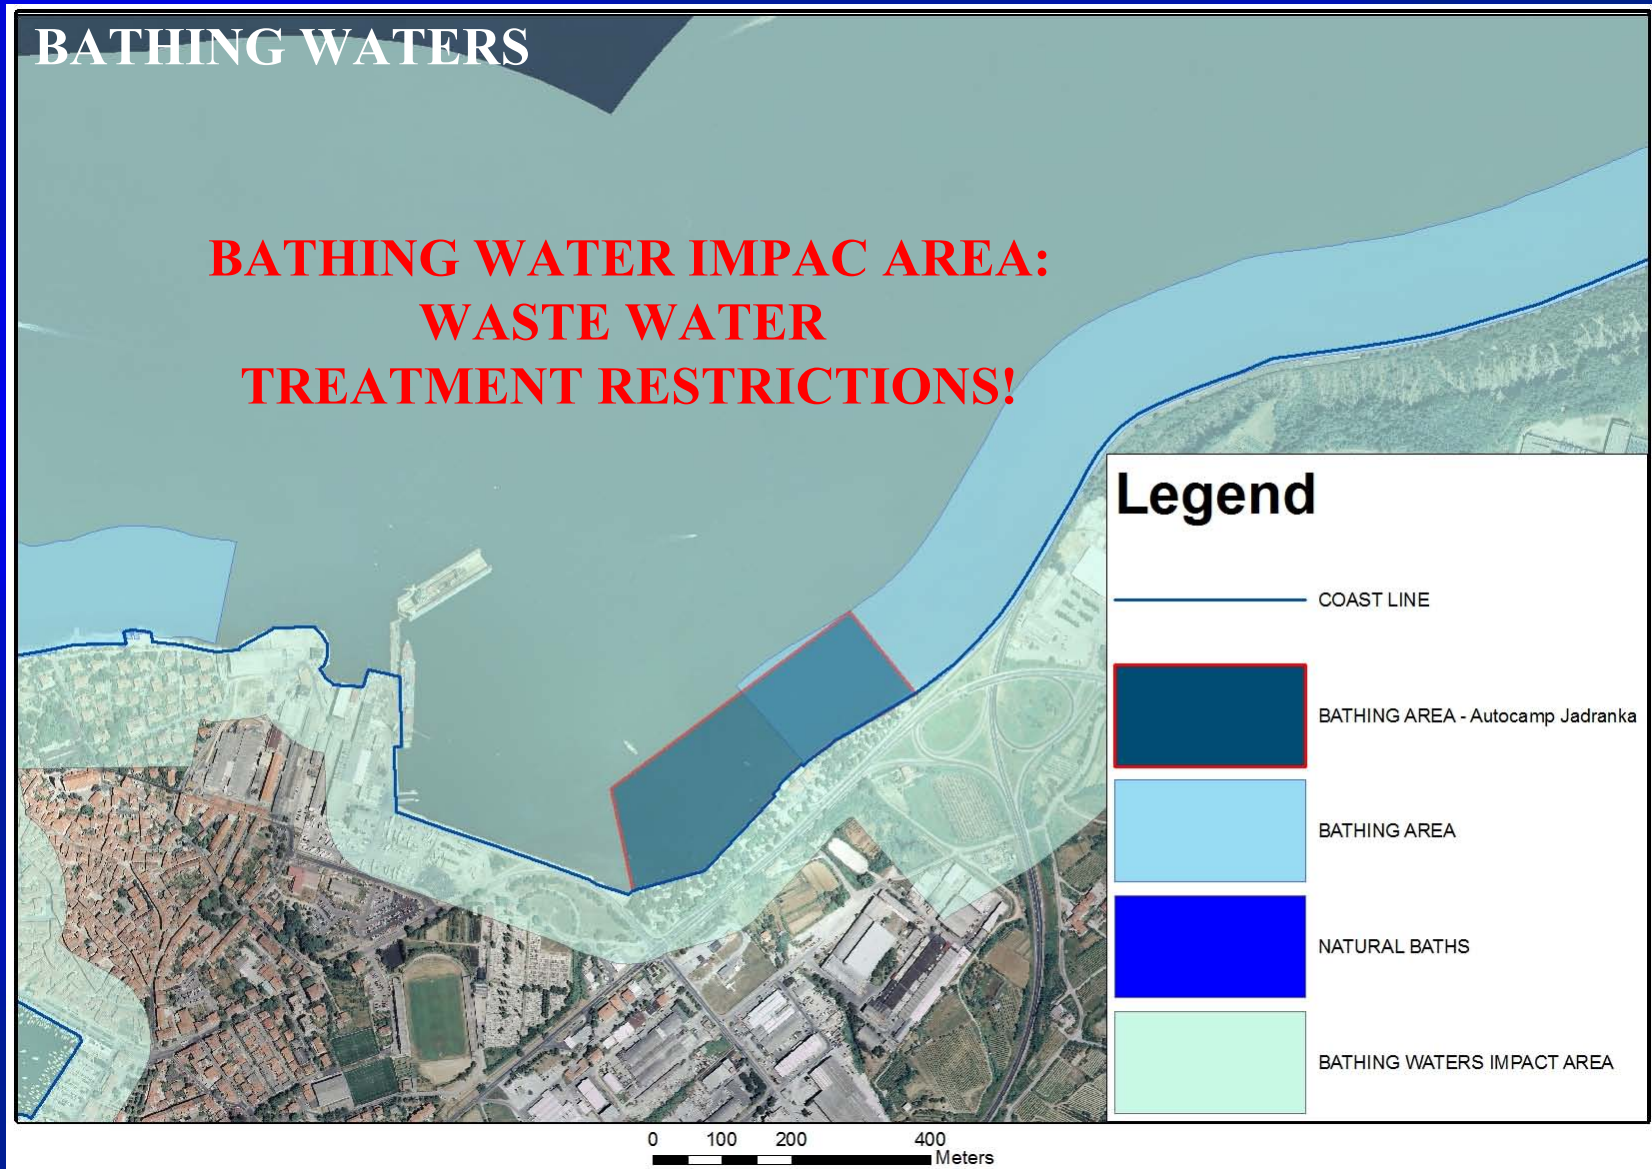 BATHING WATERS
BATHING WATER IMPAC AREA:
WASTE WATER
TREATMENT RESTRICTIONS!
Legend
COAST LINE
BATHING AREA - Autocamp Jadranka
BATHING AREA
NATURAL BATHS
BATHING WATERS IMPACT AREA
0 100 200 400
Meters